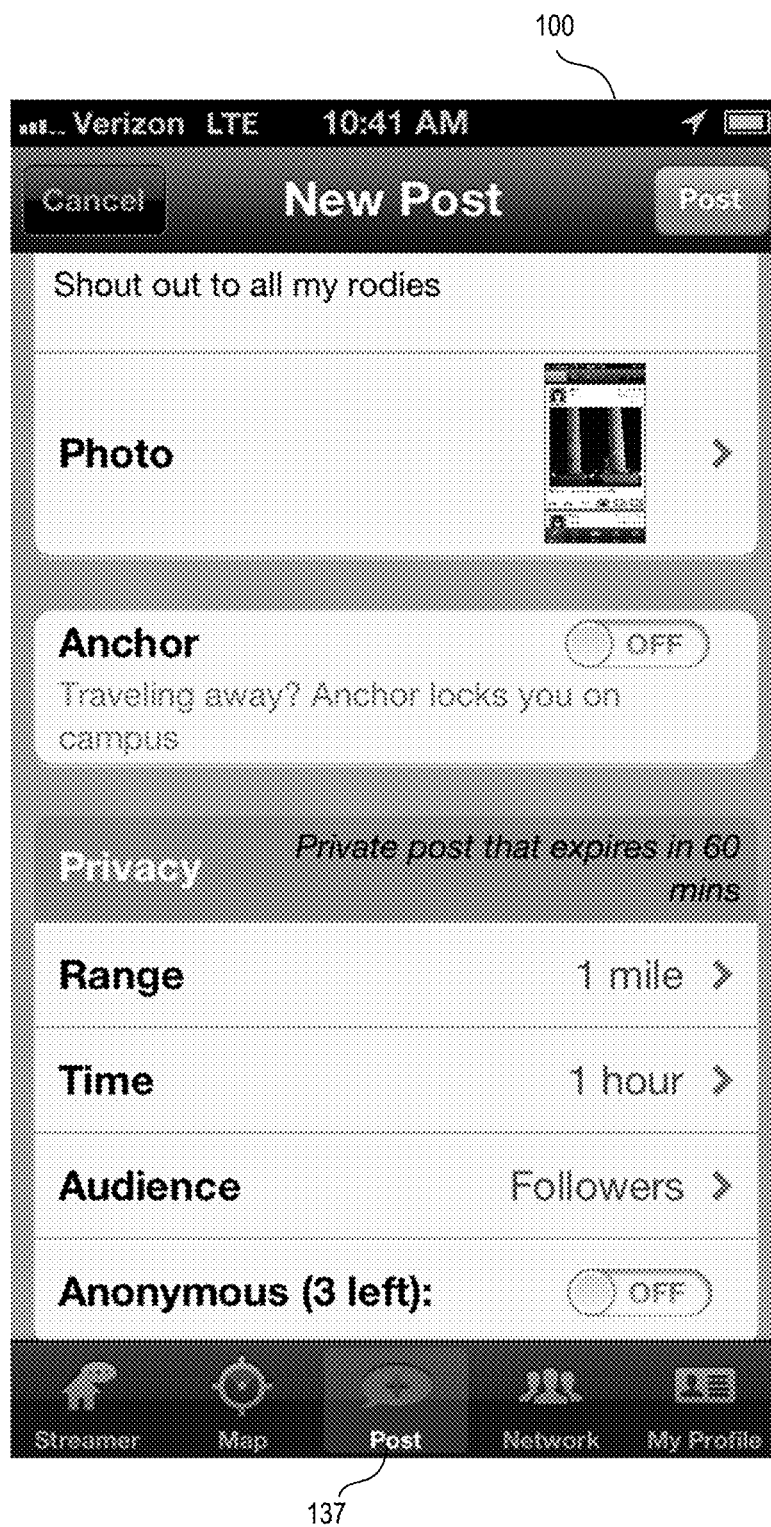 100
Verizon LTE 10:41 AM
Cancel New Post Post
Shout out to all my rodies
Photo
Anchor OFF
Traveling away? Anchor locks you on
campus
Privacy Private post that expires in 60
mins
Range 1 mile
Time 1 hour
Audience Followers
Anonymous (3 left): OFF
Streamer Map Post Network My Profile
137